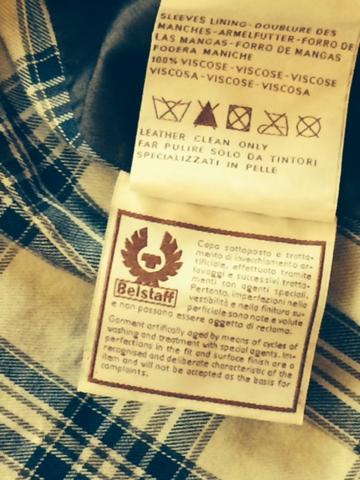 SLEEVES LINING-DOUBLURE DES
MANCHES-ARMELFUTTER-FORRO DE
LAS MANGAS-FORRO DE MANGAS
FODERA MANICHE
100% VISCOSE-VISCOSE-VISCOSE
VISCOSA-VISCOSE-VISCOSA
LEATHER CLEAN ONLY
FAR PULIRE SOLO DA TINTORI
SPECIALIZZATI IN PELLE
Belstaff
Capo sottoposto a tratta-
mento di invecchiamento ar-
tificiale, effettuato tramite
lavaggi e successivi tratta-
menti con agenti speciali.
Pertanto, imperfezioni nella
vestibilità e nella finitura su-
perficiale sono note e volute
e non possono essere oggetto di reclamo.
Garment artificially aged by means of cycles of
washing and treatment with special agents. Im-
perfections in the fit and surface finish are a
recognised and deliberate characteristic of the
item and will not be accepted as the basis for
complaints.